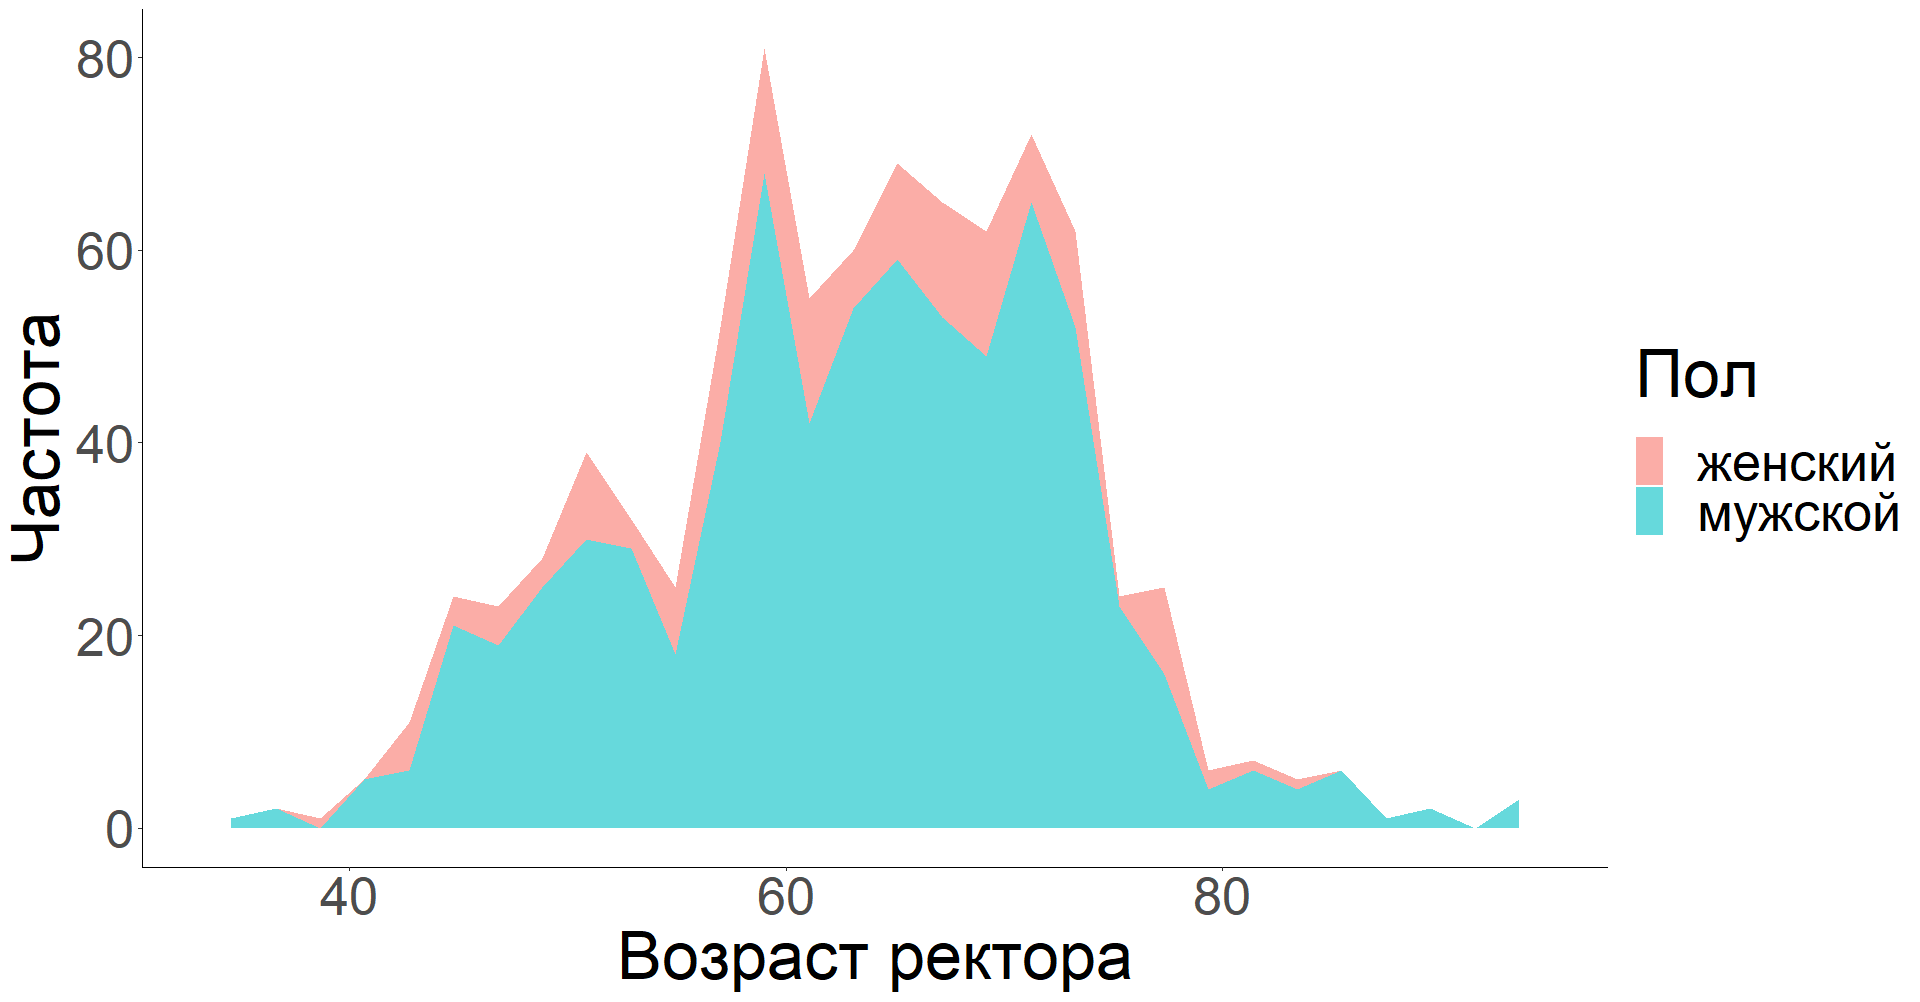 80
60
40
20
0
Частота
40
60
80
Возраст ректора
Пол
женский
мужской